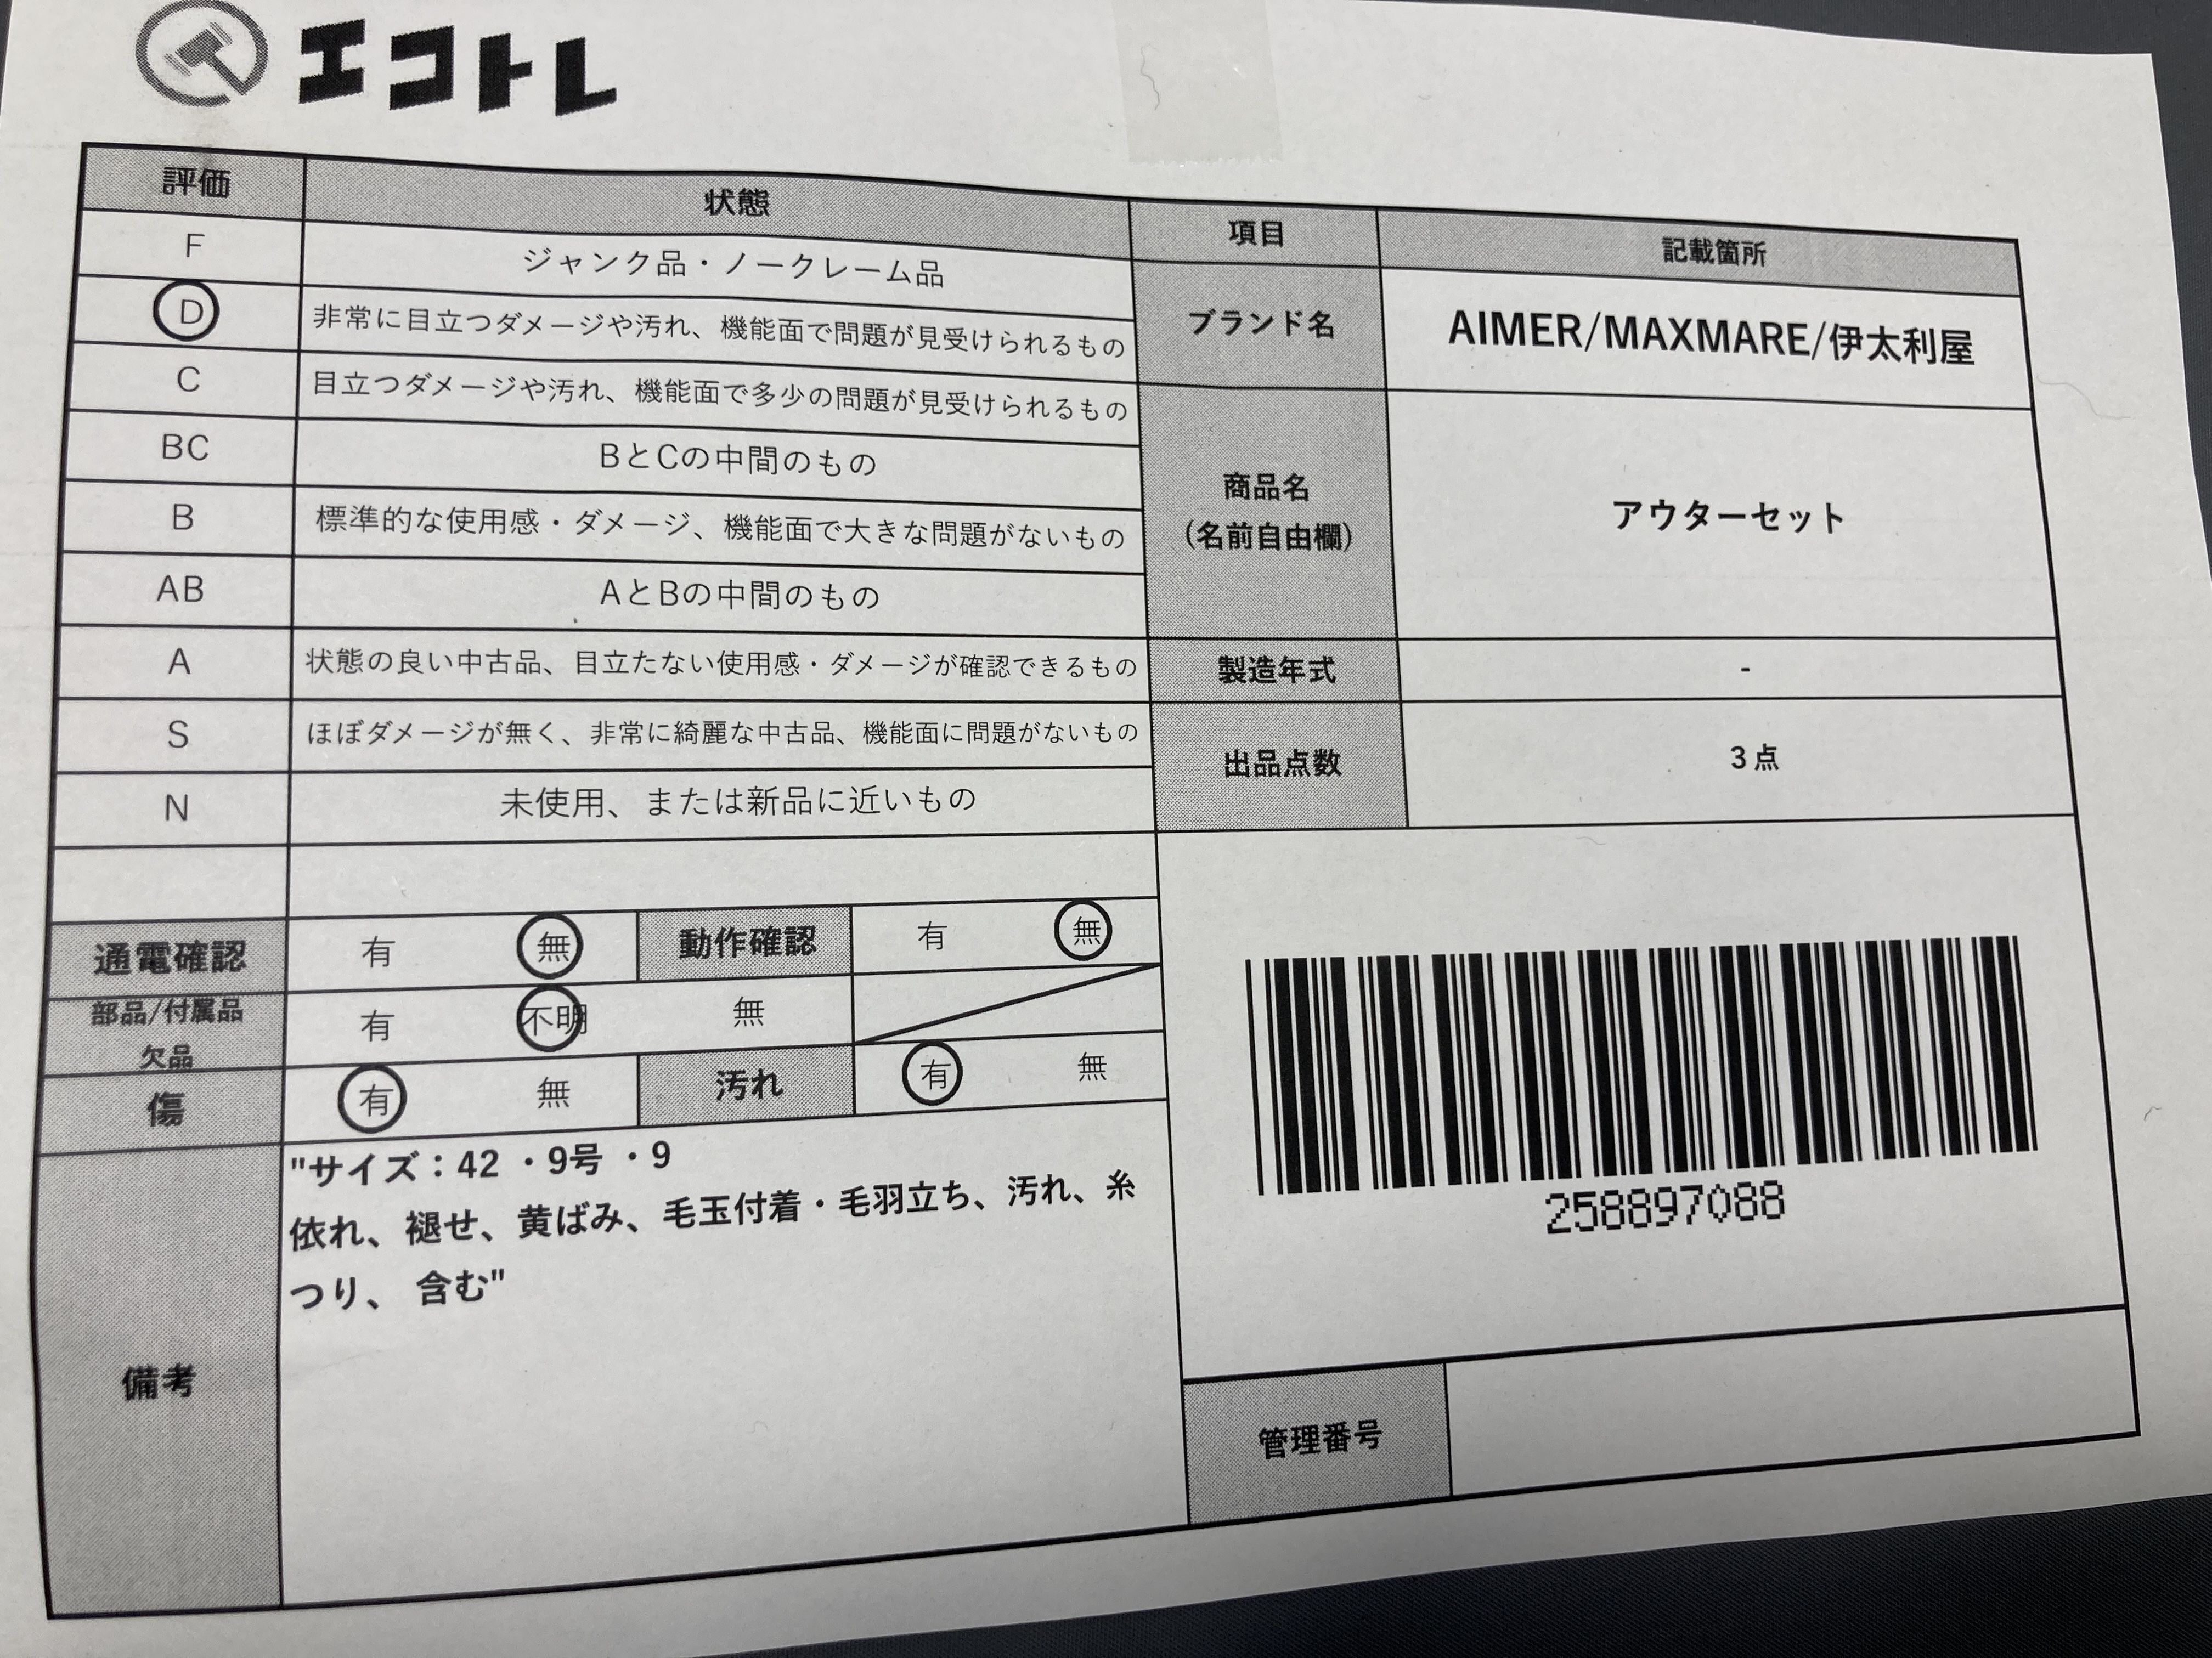 エコトレ
評価 状態
F ジャンク品・ノークレーム品
D 非常に目立つダメージや汚れ、機能面で問題が見受けられるもの
C 目立つダメージや汚れ、機能面で多少の問題が見受けられるもの
BC BとCの中間のもの
B 標準的な使用感・ダメージ、機能面で大きな問題がないもの
AB AとBの中間のもの
A 状態の良い中古品、目立たない使用感・ダメージが確認できるもの
S ほぼダメージが無く、非常に綺麗な中古品、機能面に問題がないもの
N 未使用、または新品に近いもの
通電確認 有 無 動作確認 有 無
部品/付属品
欠品
有 不明 無
傷 有 無 汚れ 有 無
備考
"サイズ：42 ・9号 ・9
依れ、褪せ、黄ばみ、毛玉付着・毛羽立ち、汚れ、糸
つり、 含む"
項目 記載箇所
ブランド名 AIMER/MAXMARE/伊太利屋
商品名
（名前自由欄）
アウターセット
製造年式 -
出品点数 3点
258897088
管理番号